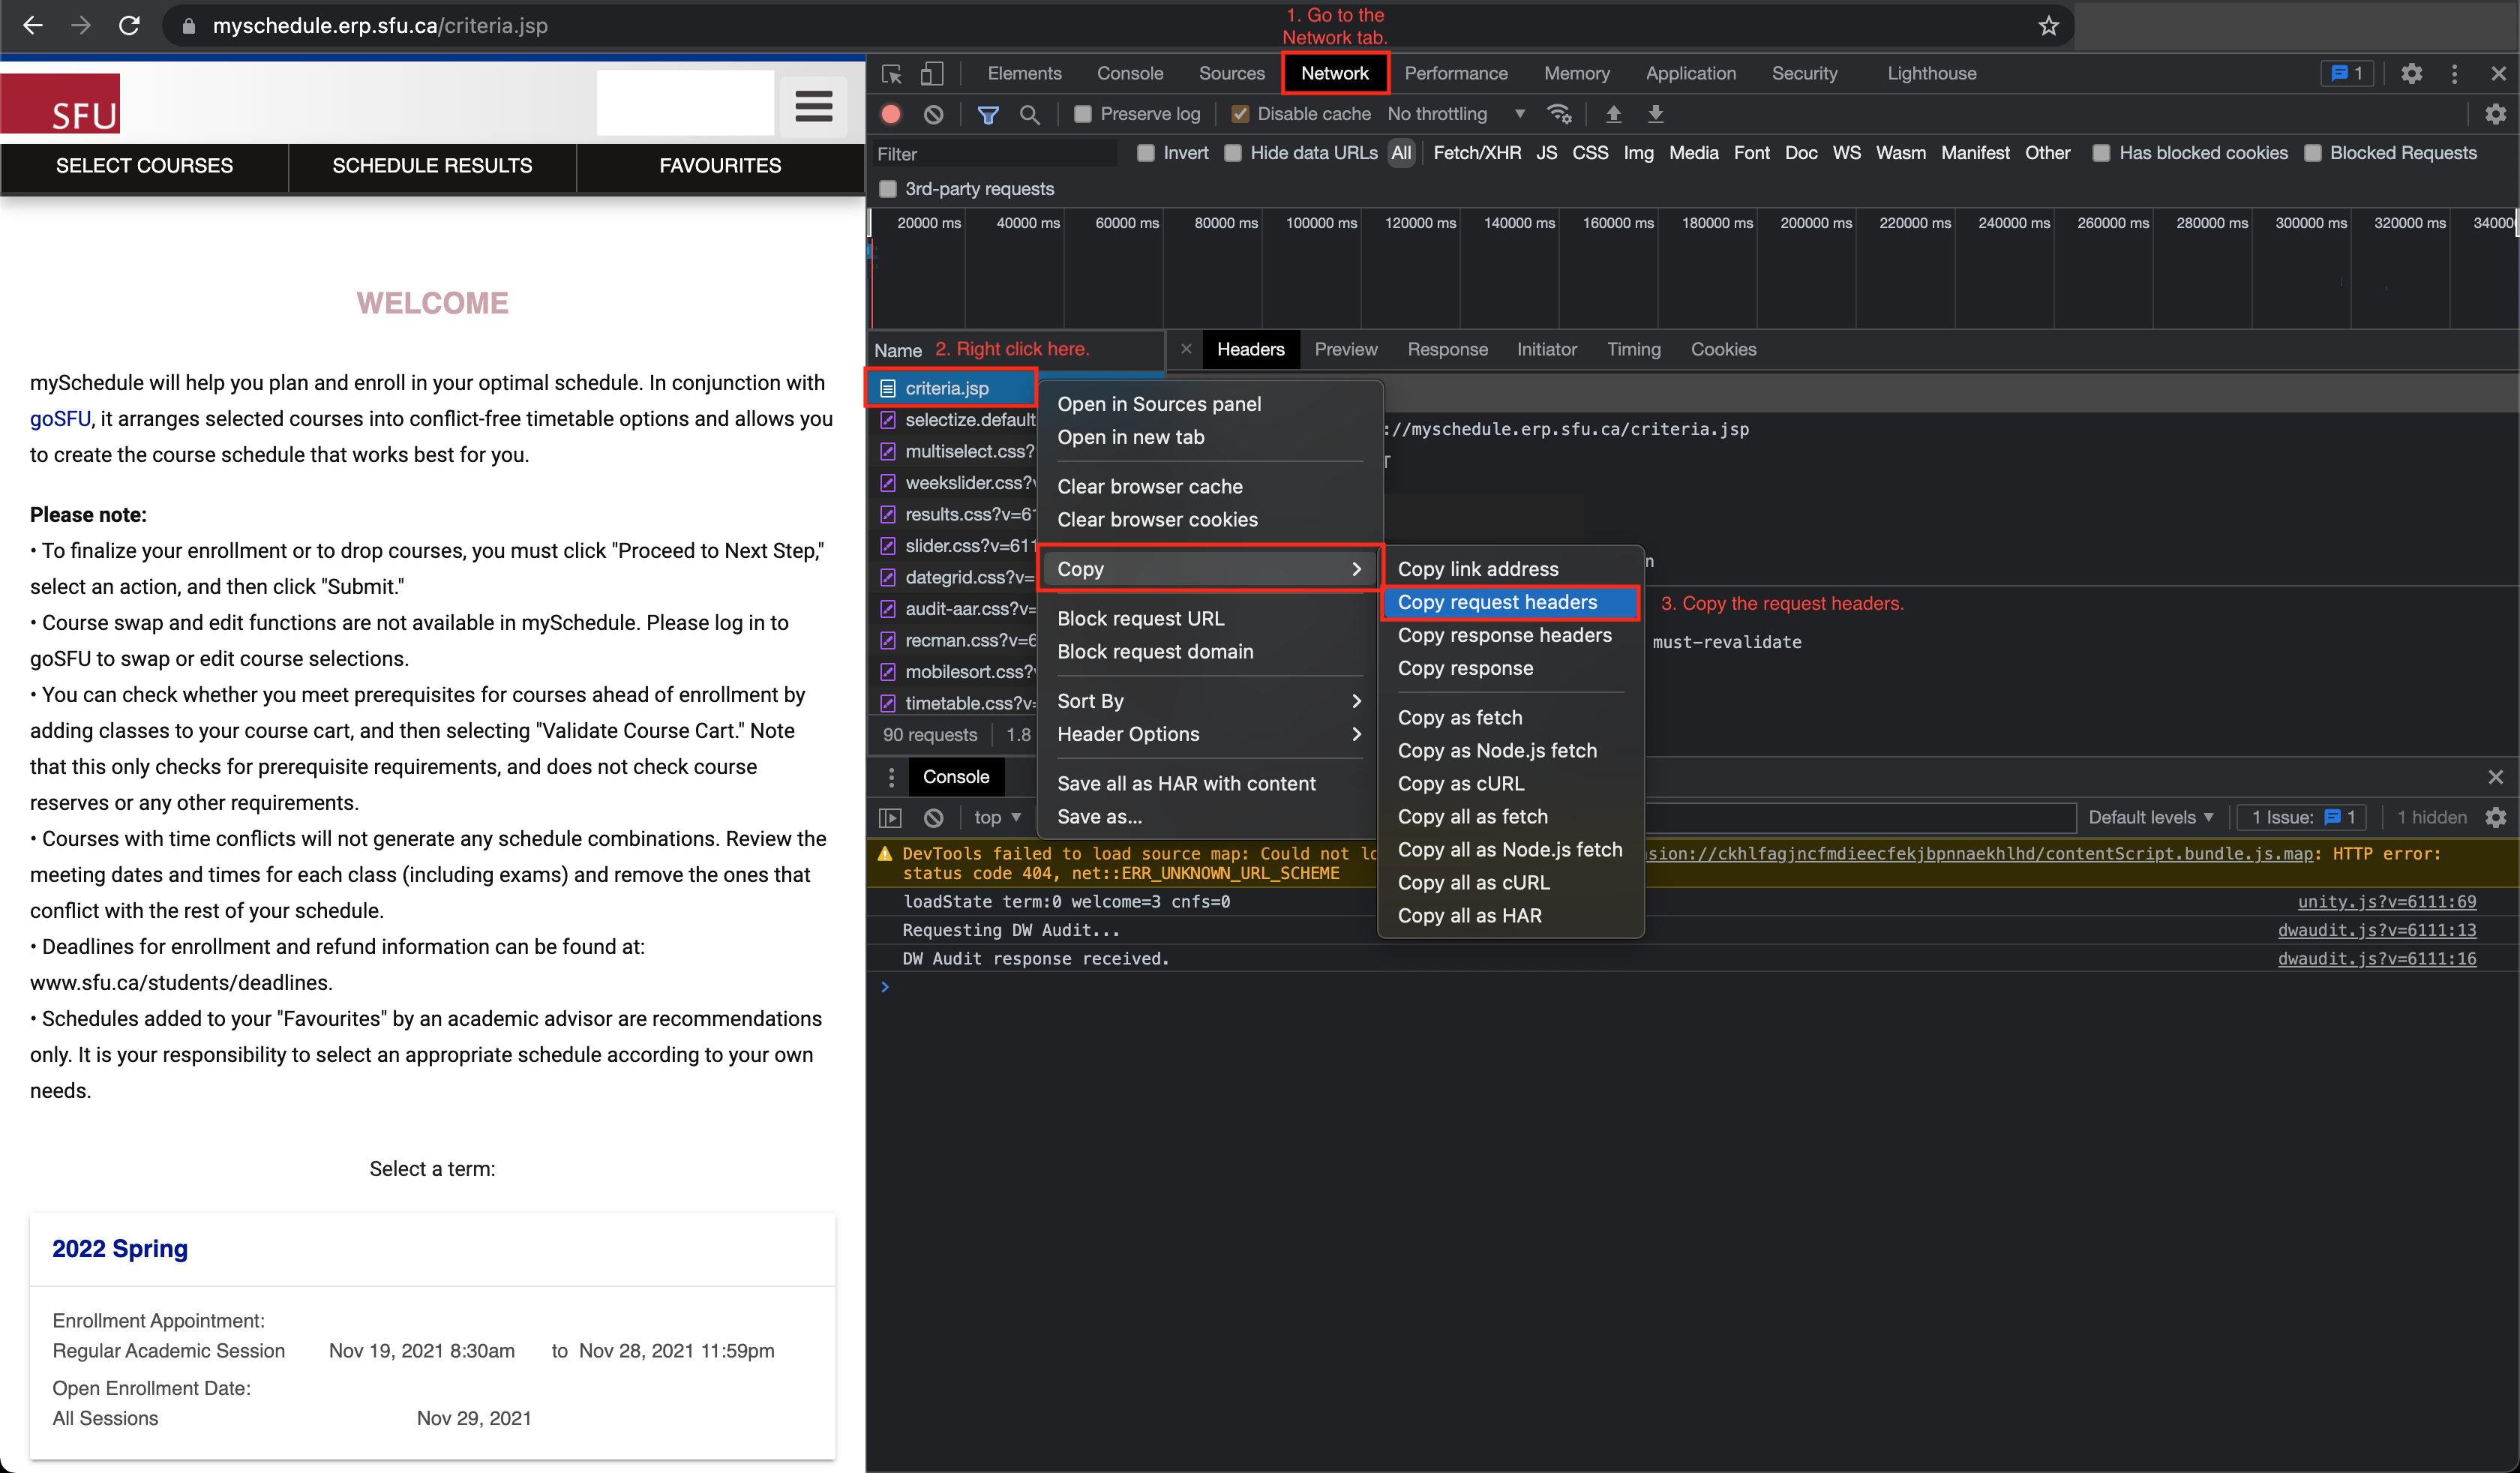 myschedule.erp.sfu.ca/criteria.jsp
1. Go to the
Network tab.
SFU
SELECT COURSES
SCHEDULE RESULTS
FAVOURITES
WELCOME
mySchedule will help you plan and enroll in your optimal schedule. In conjunction with
goSFU, it arranges selected courses into conflict-free timetable options and allows you
to create the course schedule that works best for you.
Please note:
• To finalize your enrollment or to drop courses, you must click "Proceed to Next Step,"
select an action, and then click "Submit."
• Course swap and edit functions are not available in mySchedule. Please log in to
goSFU to swap or edit course selections.
• You can check whether you meet prerequisites for courses ahead of enrollment by
adding classes to your course cart, and then selecting "Validate Course Cart." Note
that this only checks for prerequisite requirements, and does not check course
reserves or any other requirements.
• Courses with time conflicts will not generate any schedule combinations. Review the
meeting dates and times for each class (including exams) and remove the ones that
conflict with the rest of your schedule.
• Deadlines for enrollment and refund information can be found at:
www.sfu.ca/students/deadlines.
• Schedules added to your "Favourites" by an academic advisor are recommendations
only. It is your responsibility to select an appropriate schedule according to your own
needs.
Select a term:
2022 Spring
Enrollment Appointment:
Regular Academic Session Nov 19, 2021 8:30am to Nov 28, 2021 11:59pm
Open Enrollment Date:
All Sessions Nov 29, 2021
Elements Console Sources Network Performance Memory Application Security Lighthouse 1
Preserve log Disable cache No throttling
Filter Invert Hide data URLs All Fetch/XHR JS CSS Img Media Font Doc WS Wasm Manifest Other Has blocked cookies Blocked Requests
3rd-party requests
20000 ms 40000 ms 60000 ms 80000 ms 100000 ms 120000 ms 140000 ms 160000 ms 180000 ms 200000 ms 220000 ms 240000 ms 260000 ms 280000 ms 300000 ms 320000 ms 34000
Name 2. Right click here. Headers Preview Response Initiator Timing Cookies
criteria.jsp
selectize.default
multiselect.css?
weekslider.css?v
results.css?v=61
slider.css?v=611
dategrid.css?v=
audit-aar.css?v=
recman.css?v=6
mobilesort.css?v
timetable.css?v=
90 requests 1.8
://myschedule.erp.sfu.ca/criteria.jsp
T
n
must-revalidate
Open in Sources panel
Open in new tab
Clear browser cache
Clear browser cookies
Copy
Block request URL
Block request domain
Sort By
Header Options
Save all as HAR with content
Save as...
Copy link address
Copy request headers
3. Copy the request headers.
Copy response headers
Copy response
Copy as fetch
Copy as Node.js fetch
Copy as cURL
Copy all as fetch
Copy all as Node.js fetch
Copy all as cURL
Copy all as HAR
Console
top Default levels 1 Issue: 1 1 hidden
DevTools failed to load source map: Could not lo sion://ckhlfagjncfmdieecfekjbpnnaekhlhd/contentScript.bundle.js.map: HTTP error:
status code 404, net::ERR_UNKNOWN_URL_SCHEME
loadState term:0 welcome=3 cnfs=0 unity.js?v=6111:69
Requesting DW Audit... dwaudit.js?v=6111:13
DW Audit response received. dwaudit.js?v=6111:16